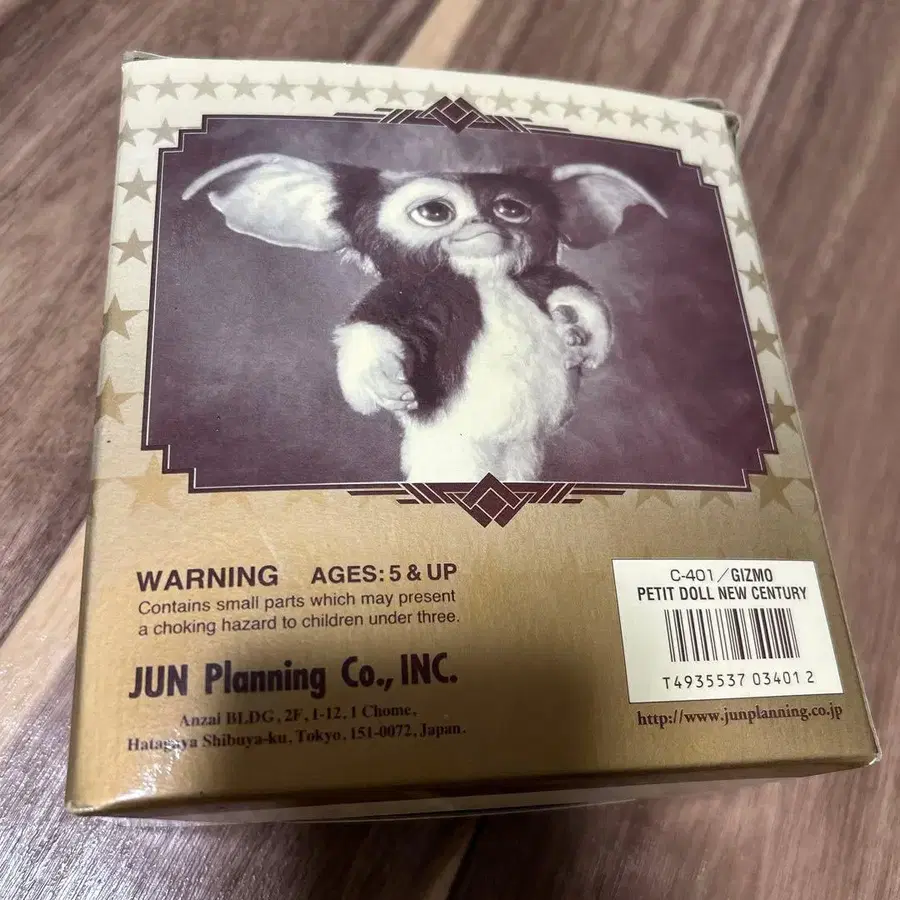 WARNING AGES: 5 & UP
Contains small parts which may present
a choking hazard to children under three.
JUN Planning Co., INC.
Anzai BLDG, 2F, 1-12, 1 Chome,
Hatagaya Shibuya-ku, Tokyo, 151-0072, Japan.
C-401/GIZMO
PETIT DOLL NEW CENTURY
T4935537 03401 2
http://www.junplanning.co.jp